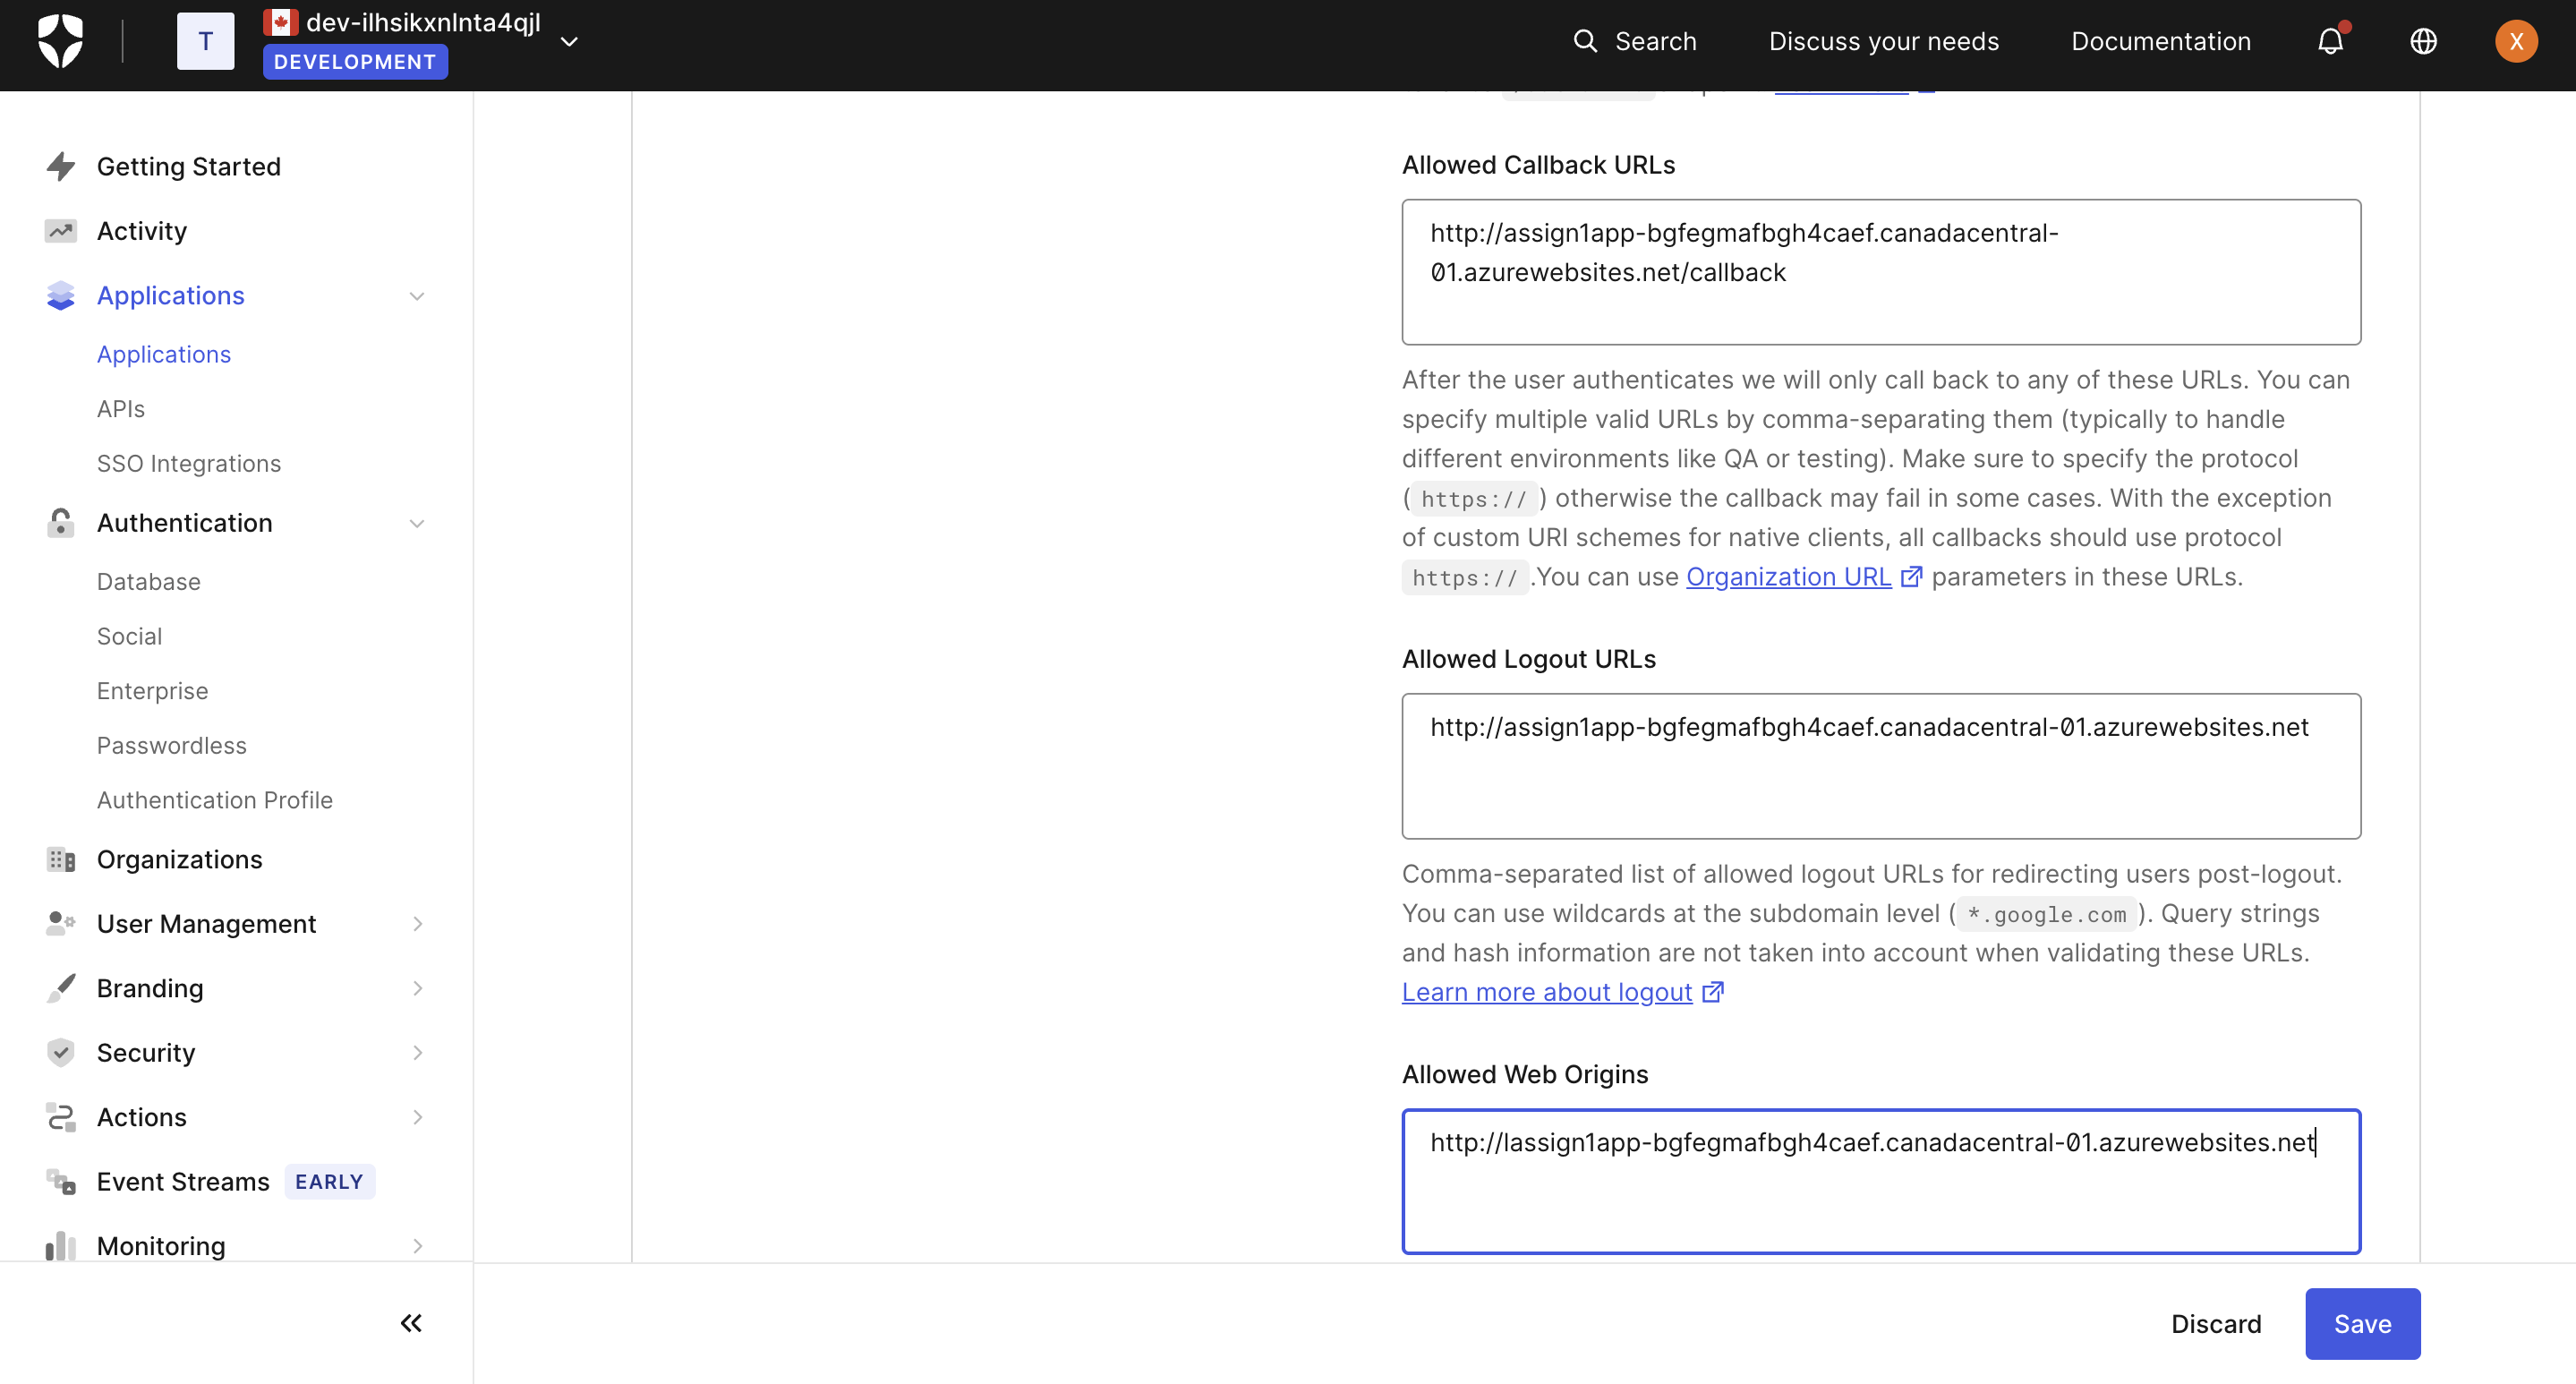 dev-ilhsikxnlnta4qjl
T
DEVELOPMENT
Search
Discuss your needs
Documentation
X
Getting Started
Activity
Applications
Applications
APIs
SSO Integrations
Authentication
Database
Social
Enterprise
Passwordless
Authentication Profile
Organizations
User Management
Branding
Security
Actions
Event Streams EARLY
Monitoring
Allowed Callback URLs
http://assign1app-bgfegmafbgh4caef.canadacentral-
01.azurewebsites.net/callback
After the user authenticates we will only call back to any of these URLs. You can
specify multiple valid URLs by comma-separating them (typically to handle
different environments like QA or testing). Make sure to specify the protocol
( https:// ) otherwise the callback may fail in some cases. With the exception
of custom URI schemes for native clients, all callbacks should use protocol
https:// .You can use Organization URL parameters in these URLs.
Allowed Logout URLs
http://assign1app-bgfegmafbgh4caef.canadacentral-01.azurewebsites.net
Comma-separated list of allowed logout URLs for redirecting users post-logout.
You can use wildcards at the subdomain level ( *.google.com ). Query strings
and hash information are not taken into account when validating these URLs.
Learn more about logout
Allowed Web Origins
http://lassign1app-bgfegmafbgh4caef.canadacentral-01.azurewebsites.net
Discard
Save